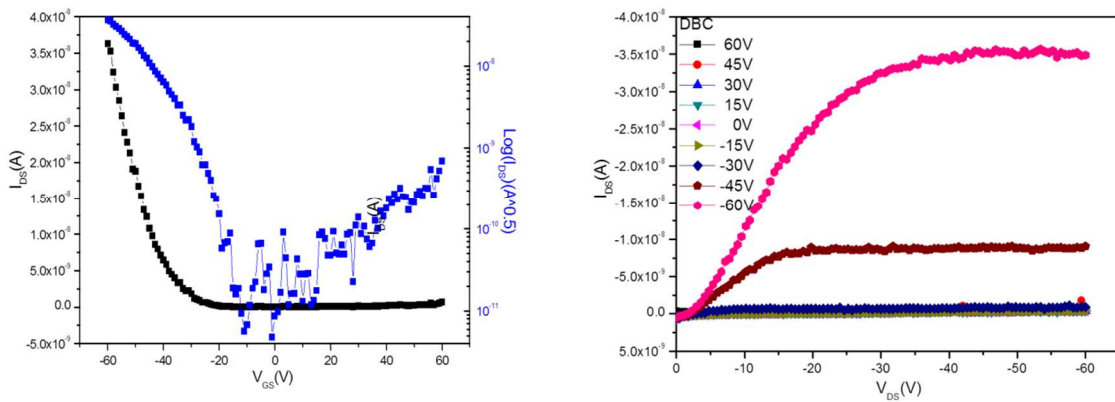 4.0x10⁻⁸
3.5x10⁻⁸
3.0x10⁻⁸
2.5x10⁻⁸
2.0x10⁻⁸
1.5x10⁻⁸
1.0x10⁻⁸
5.0x10⁻⁹
0.0
-5.0x10⁻⁹
I_DS(A)
-60 -40 -20 0 20 40 60
V_GS(V)
I_DS(A)
10⁻⁸
10⁻⁹
10⁻¹⁰
10⁻¹¹
Log(I_DS)(A^0.5)
-4.0x10⁻⁸
-3.5x10⁻⁸
-3.0x10⁻⁸
-2.5x10⁻⁸
-2.0x10⁻⁸
-1.5x10⁻⁸
-1.0x10⁻⁸
-5.0x10⁻⁹
0.0
5.0x10⁻⁹
I_DS(A)
DBC
60V
45V
30V
15V
0V
-15V
-30V
-45V
-60V
0 -10 -20 -30 -40 -50 -60
V_DS(V)